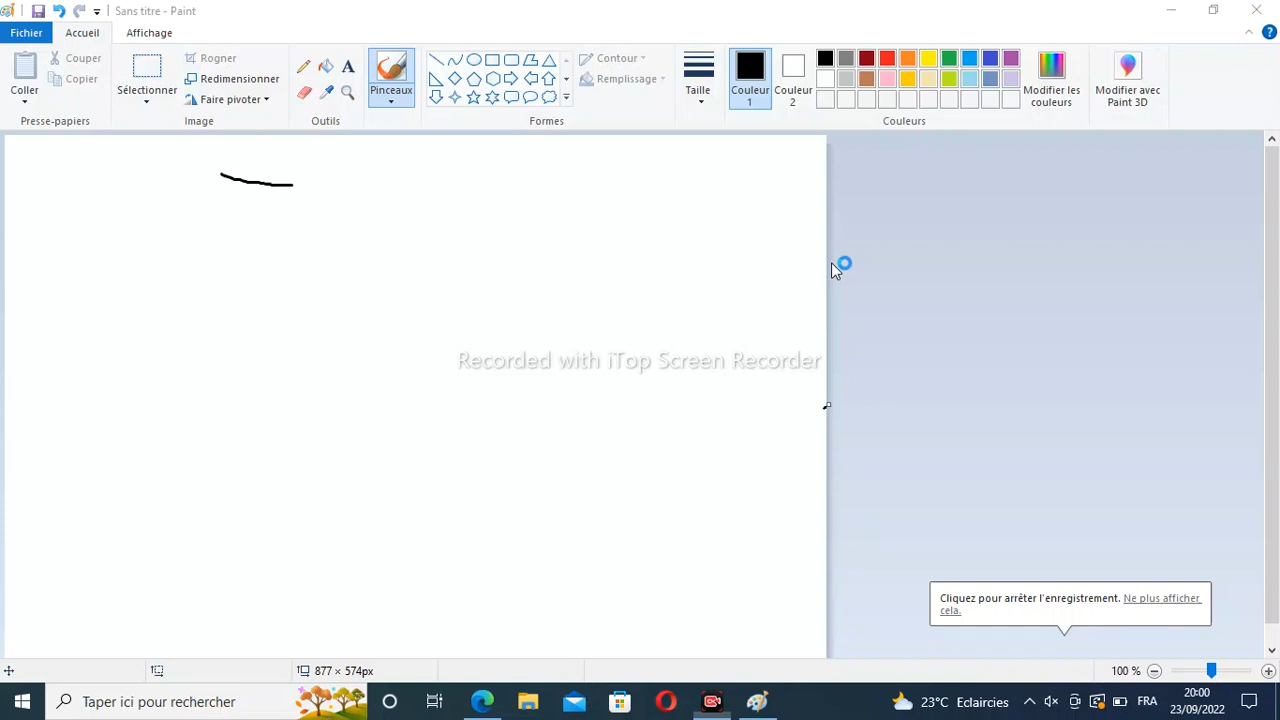 Sans titre - Paint
Fichier Accueil Affichage
Coller
Couper
Copier
Presse-papiers
Sélectionner
Rogner
Redimensionner
Faire pivoter
Image
A
Outils
Pinceaux
Contour
Remplissage
Formes
Taille
Couleur 1
Couleur 2
Modifier les couleurs
Couleurs
Modifier avec Paint 3D
Recorded with iTop Screen Recorder
Cliquez pour arrêter l'enregistrement. Ne plus afficher
cela.
877 × 574px
100 %
Taper ici pour rechercher
23°C Eclaircies
FRA
20:00
23/09/2022